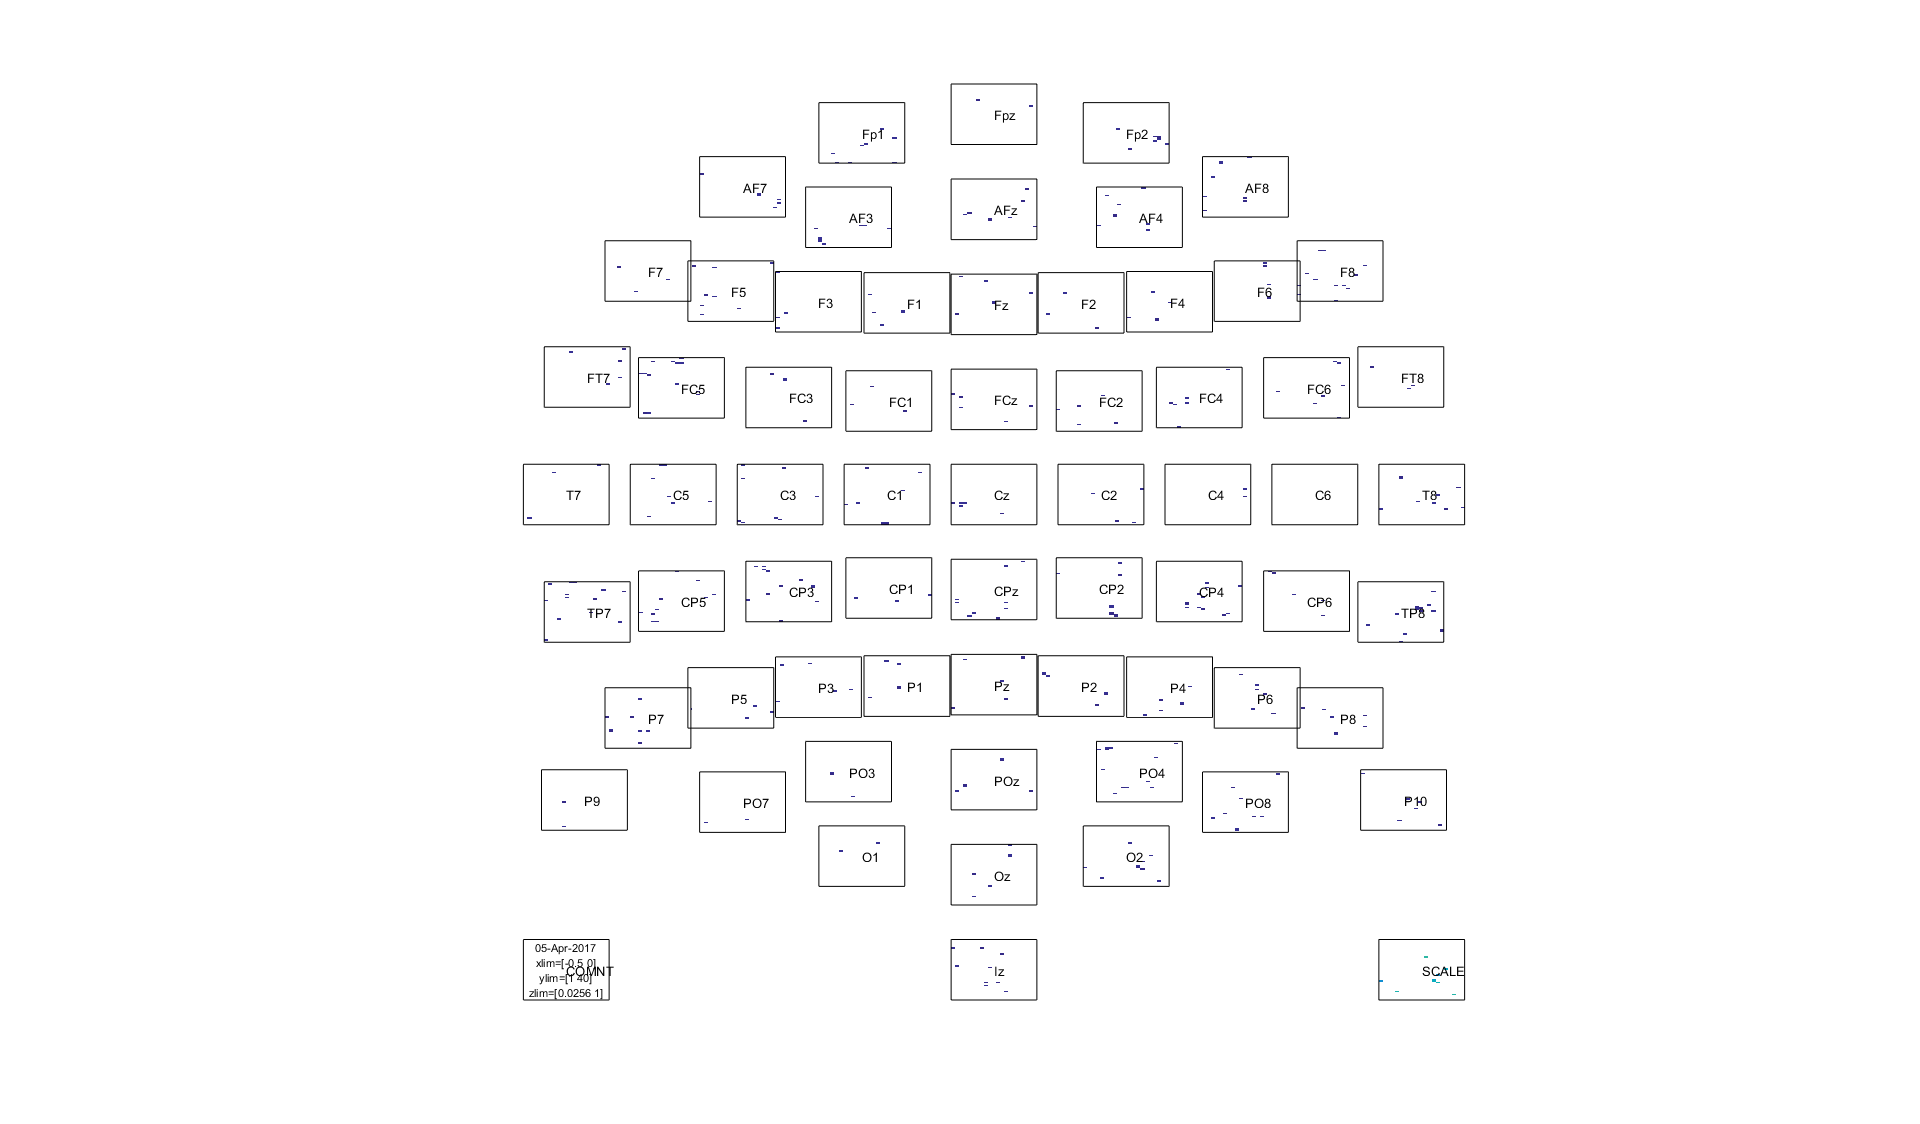 Fpz
Fp1
Fp2
AF7
AF8
AF3
AFz
AF4
F7
F5
F3
F1
Fz
F2
F4
F6
F8
FT7
FC5
FC3
FC1
FCz
FC2
FC4
FC6
FT8
T7
C5
C3
C1
Cz
C2
C4
C6
T8
TP7
CP5
CP3
CP1
CPz
CP2
CP4
CP6
TP8
P7
P5
P3
P1
Pz
P2
P4
P6
P8
P9
PO7
PO3
POz
PO4
PO8
P10
O1
Oz
O2
05-Apr-2017
xlim=[-0.5 0]
COMNT
ylim=[1 40]
zlim=[0.0256 1]
Iz
SCALE